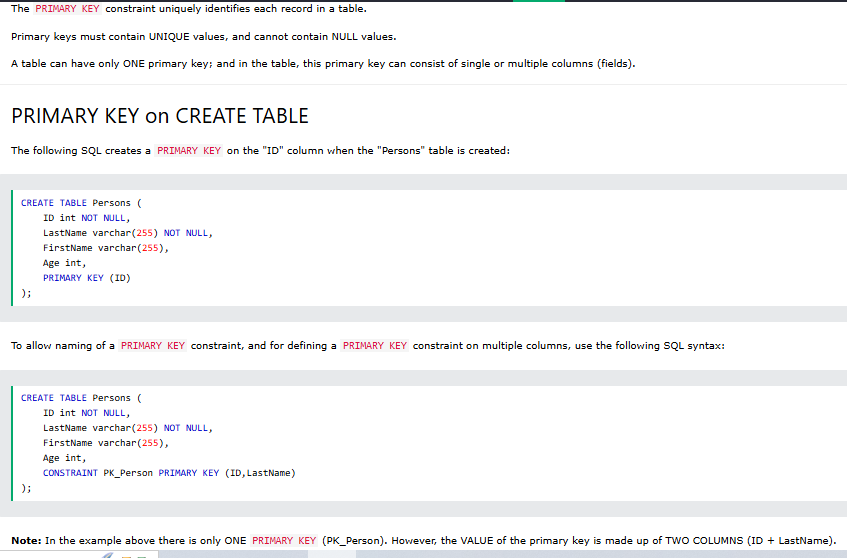 The PRIMARY KEY constraint uniquely identifies each record in a table.
Primary keys must contain UNIQUE values, and cannot contain NULL values.
A table can have only ONE primary key; and in the table, this primary key can consist of single or multiple columns (fields).
PRIMARY KEY on CREATE TABLE
The following SQL creates a PRIMARY KEY on the "ID" column when the "Persons" table is created:
CREATE TABLE Persons (
    ID int NOT NULL,
    LastName varchar(255) NOT NULL,
    FirstName varchar(255),
    Age int,
    PRIMARY KEY (ID)
);
To allow naming of a PRIMARY KEY constraint, and for defining a PRIMARY KEY constraint on multiple columns, use the following SQL syntax:
CREATE TABLE Persons (
    ID int NOT NULL,
    LastName varchar(255) NOT NULL,
    FirstName varchar(255),
    Age int,
    CONSTRAINT PK_Person PRIMARY KEY (ID,LastName)
);
Note: In the example above there is only ONE PRIMARY KEY (PK_Person). However, the VALUE of the primary key is made up of TWO COLUMNS (ID + LastName).